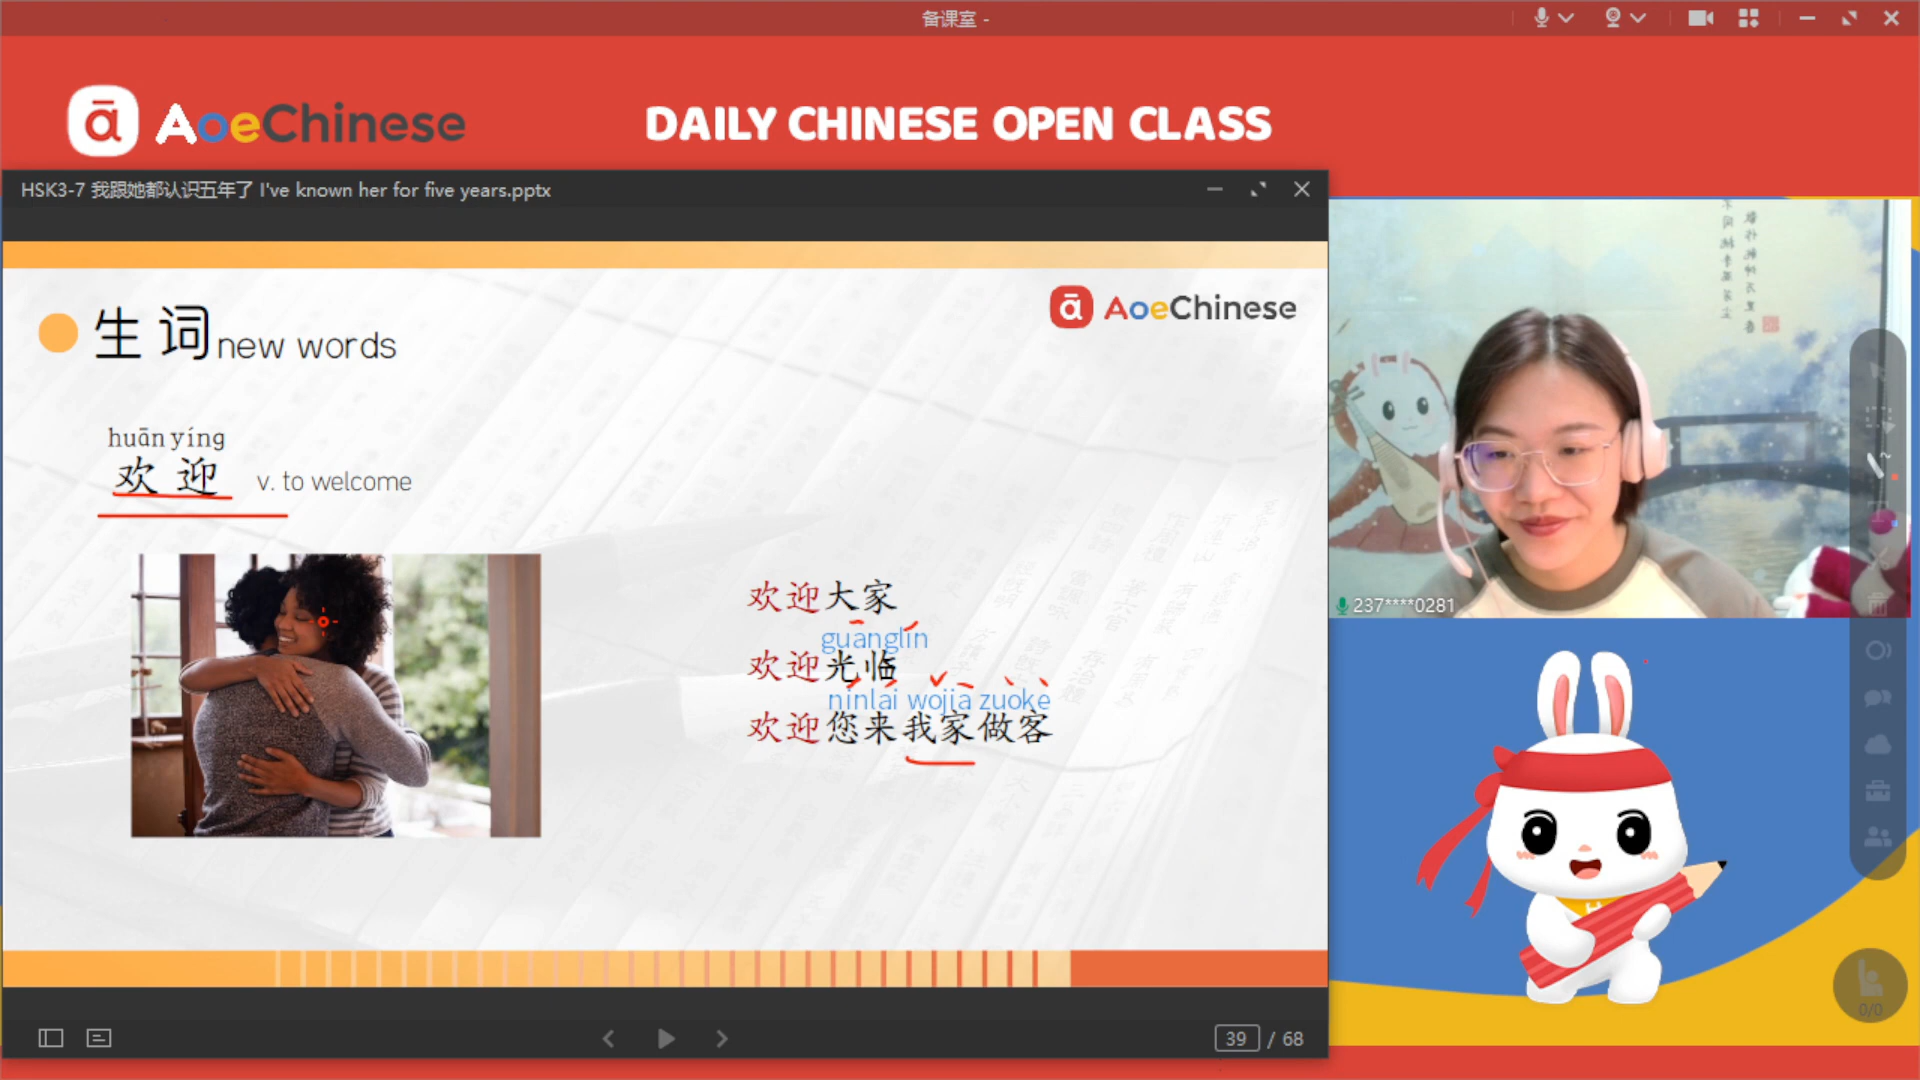 备课室 -
ā AoeChinese
DAILY CHINESE OPEN CLASS
HSK3-7 我跟她都认识五年了 I've known her for five years.pptx
ā AoeChinese
生词 new words
huān yíng
欢迎 v. to welcome
欢迎大家
guanglin
欢迎光临
ninlai wojia zuoke
欢迎您来我家做客
237****0281
0/0
39 / 68